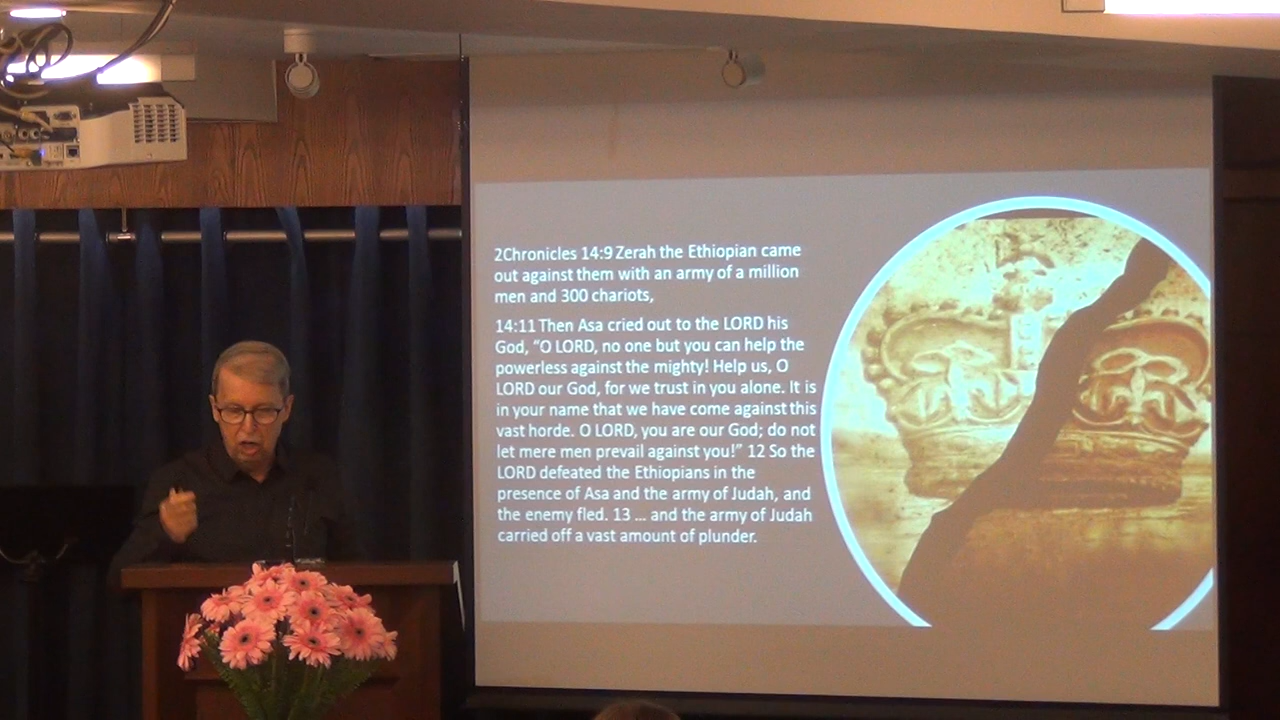 2Chronicles 14:9 Zerah the Ethiopian came
out against them with an army of a million
men and 300 chariots,
14:11 Then Asa cried out to the LORD his
God, “O LORD, no one but you can help the
powerless against the mighty! Help us, O
LORD our God, for we trust in you alone. It is
in your name that we have come against this
vast horde. O LORD, you are our God; do not
let mere men prevail against you!” 12 So the
LORD defeated the Ethiopians in the
presence of Asa and the army of Judah, and
the enemy fled. 13 ... and the army of Judah
carried off a vast amount of plunder.